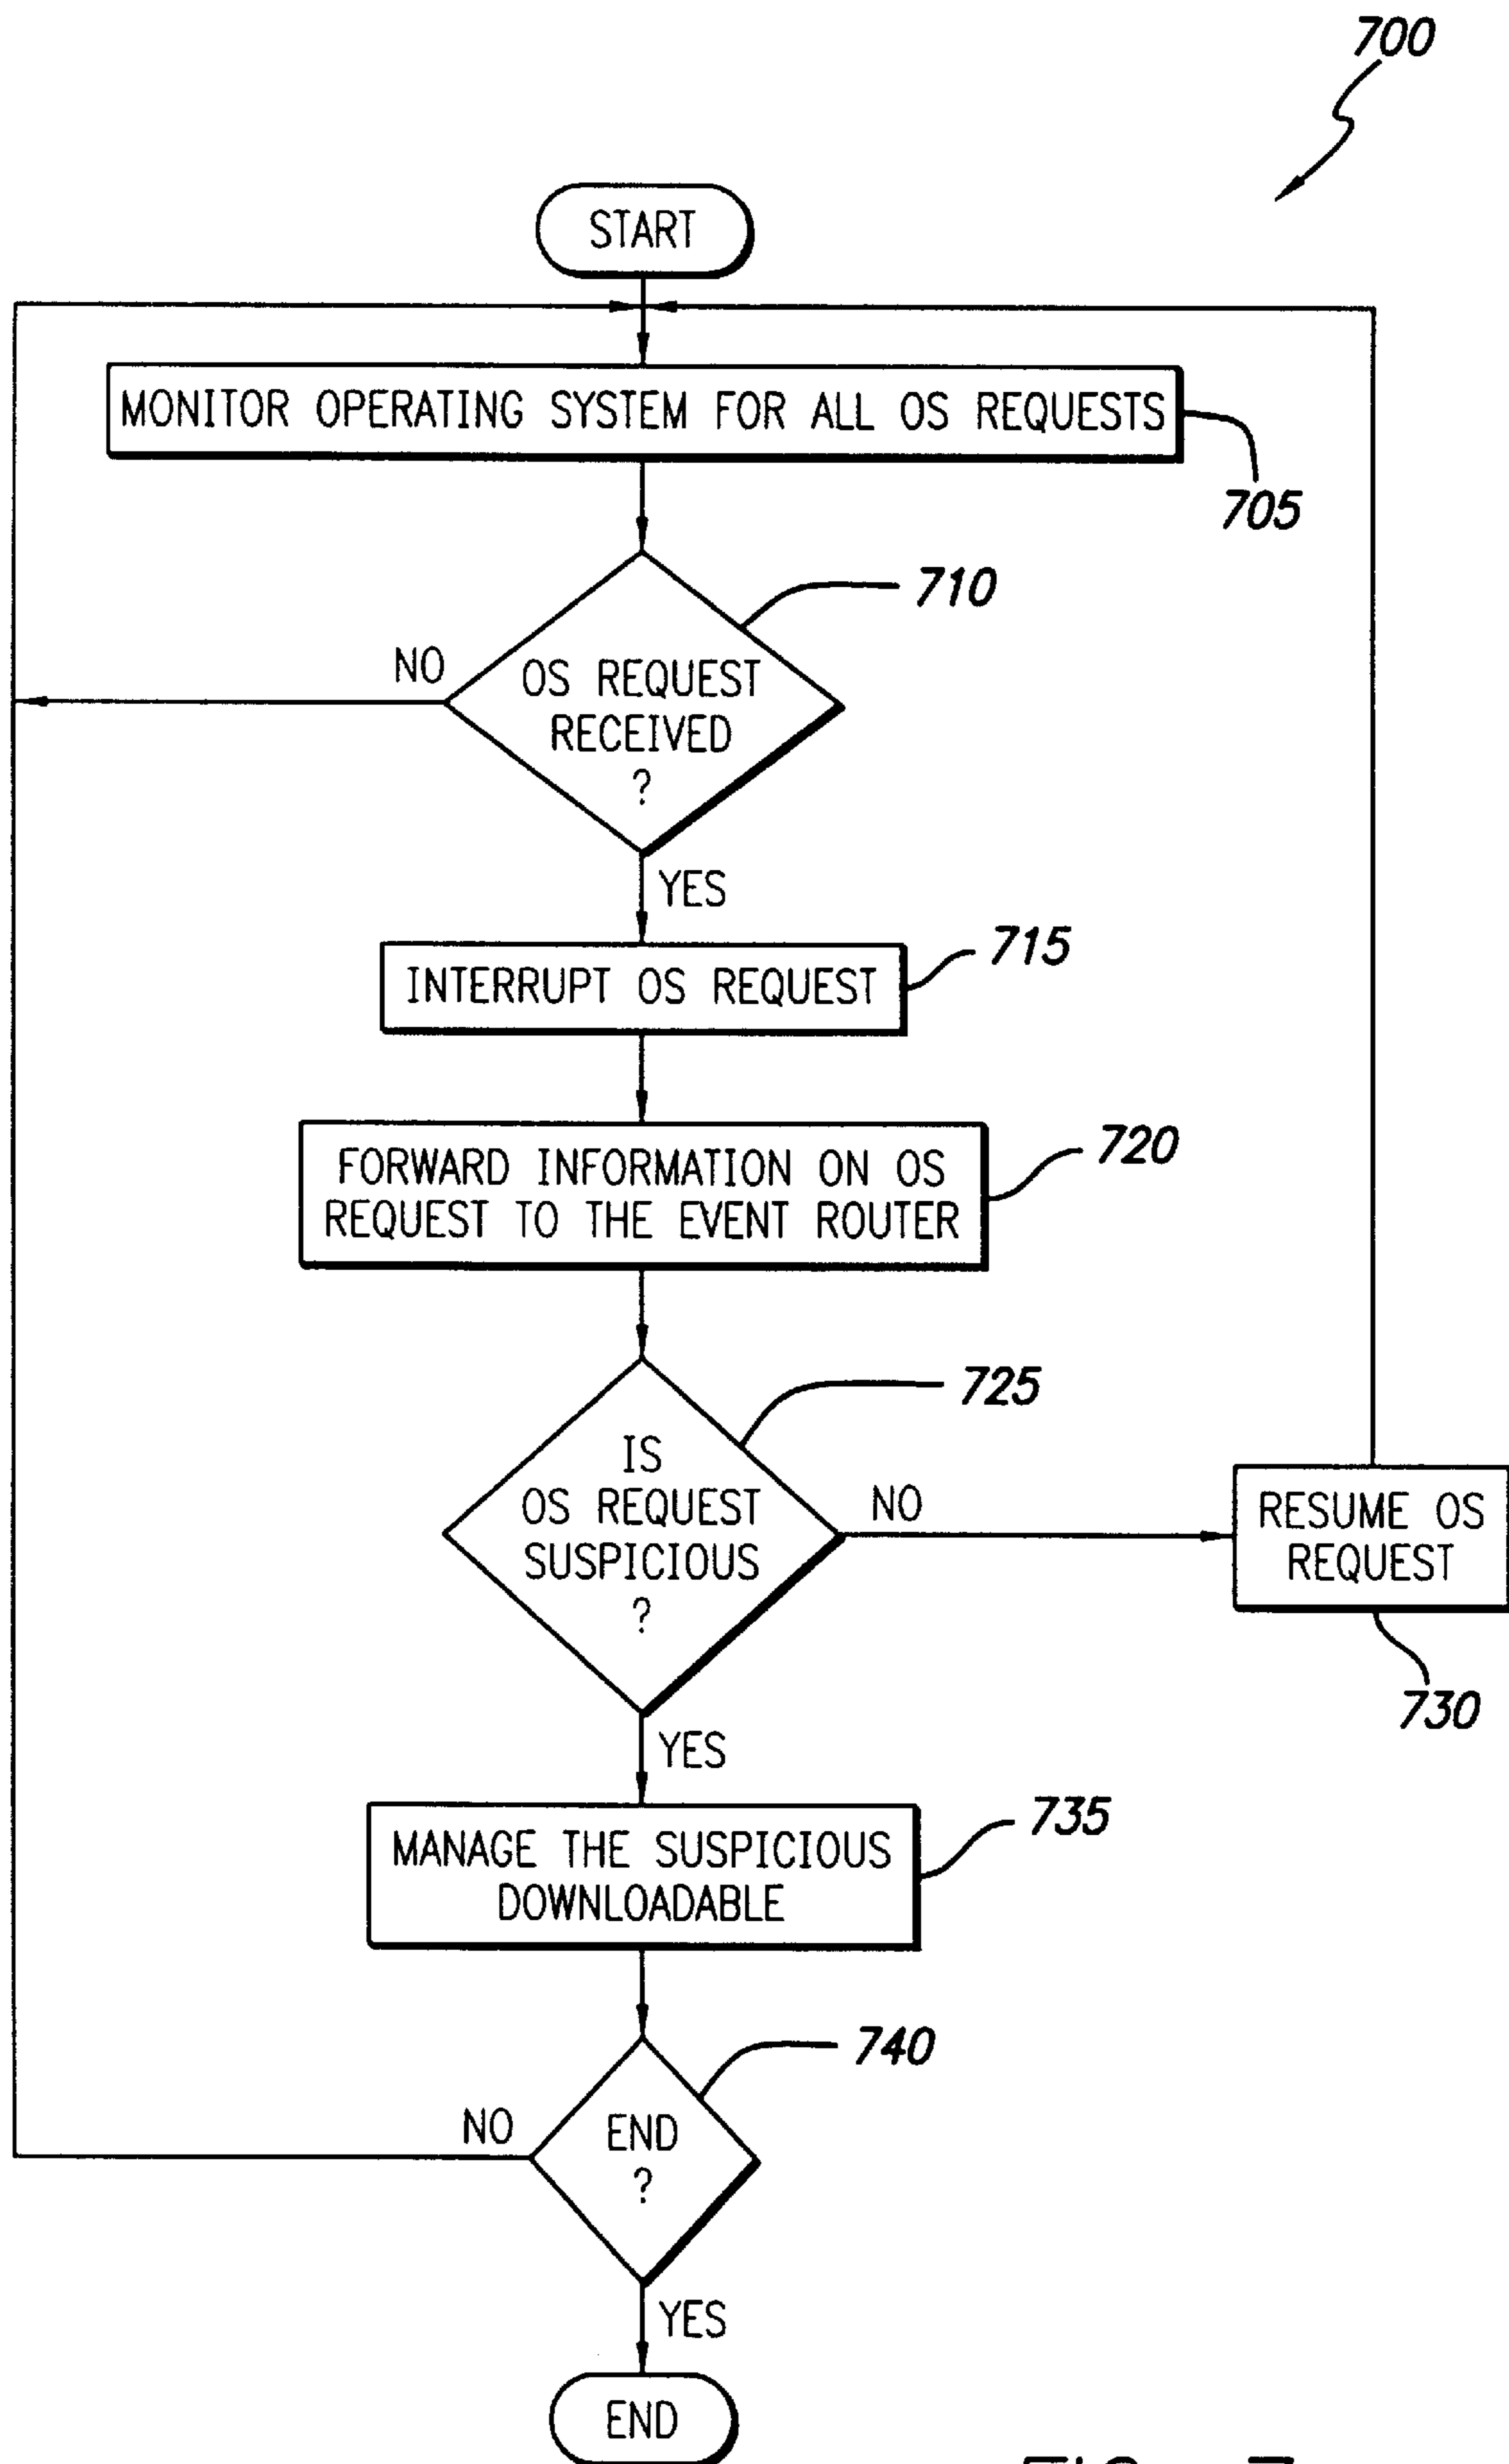 700
START
MONITOR OPERATING SYSTEM FOR ALL OS REQUESTS
705
710
NO
OS REQUEST
RECEIVED
?
YES
715
INTERRUPT OS REQUEST
720
FORWARD INFORMATION ON OS
REQUEST TO THE EVENT ROUTER
725
IS
OS REQUEST
SUSPICIOUS
?
NO
RESUME OS
REQUEST
730
YES
735
MANAGE THE SUSPICIOUS
DOWNLOADABLE
740
NO
END
?
YES
END